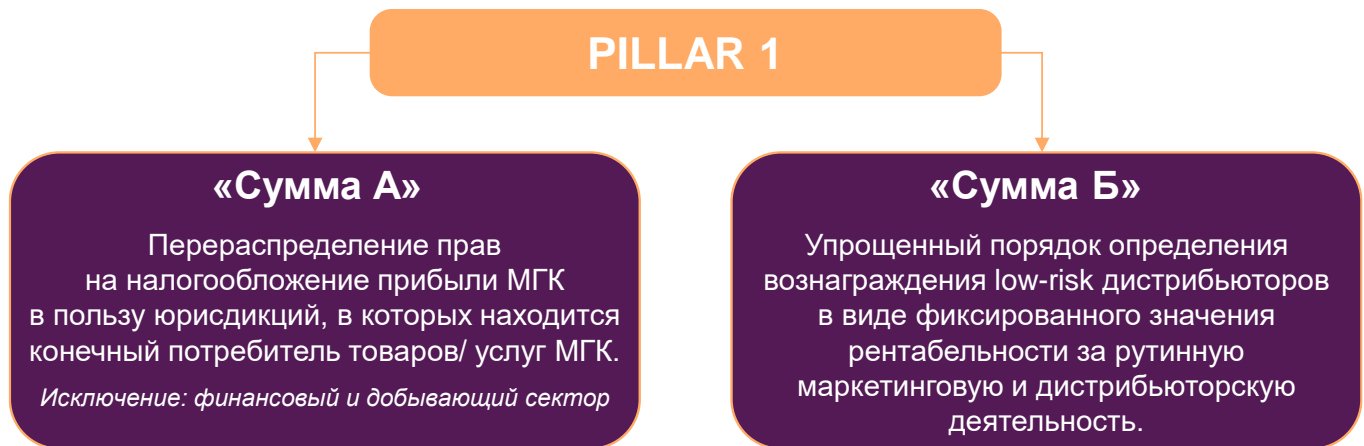 PILLAR 1
«Сумма А»
Перераспределение прав
на налогообложение прибыли МГК
в пользу юрисдикций, в которых находится
конечный потребитель товаров/ услуг МГК.
Исключение: финансовый и добывающий сектор
«Сумма Б»
Упрощенный порядок определения
вознаграждения low-risk дистрибьюторов
в виде фиксированного значения
рентабельности за рутинную
маркетинговую и дистрибьюторскую
деятельность.